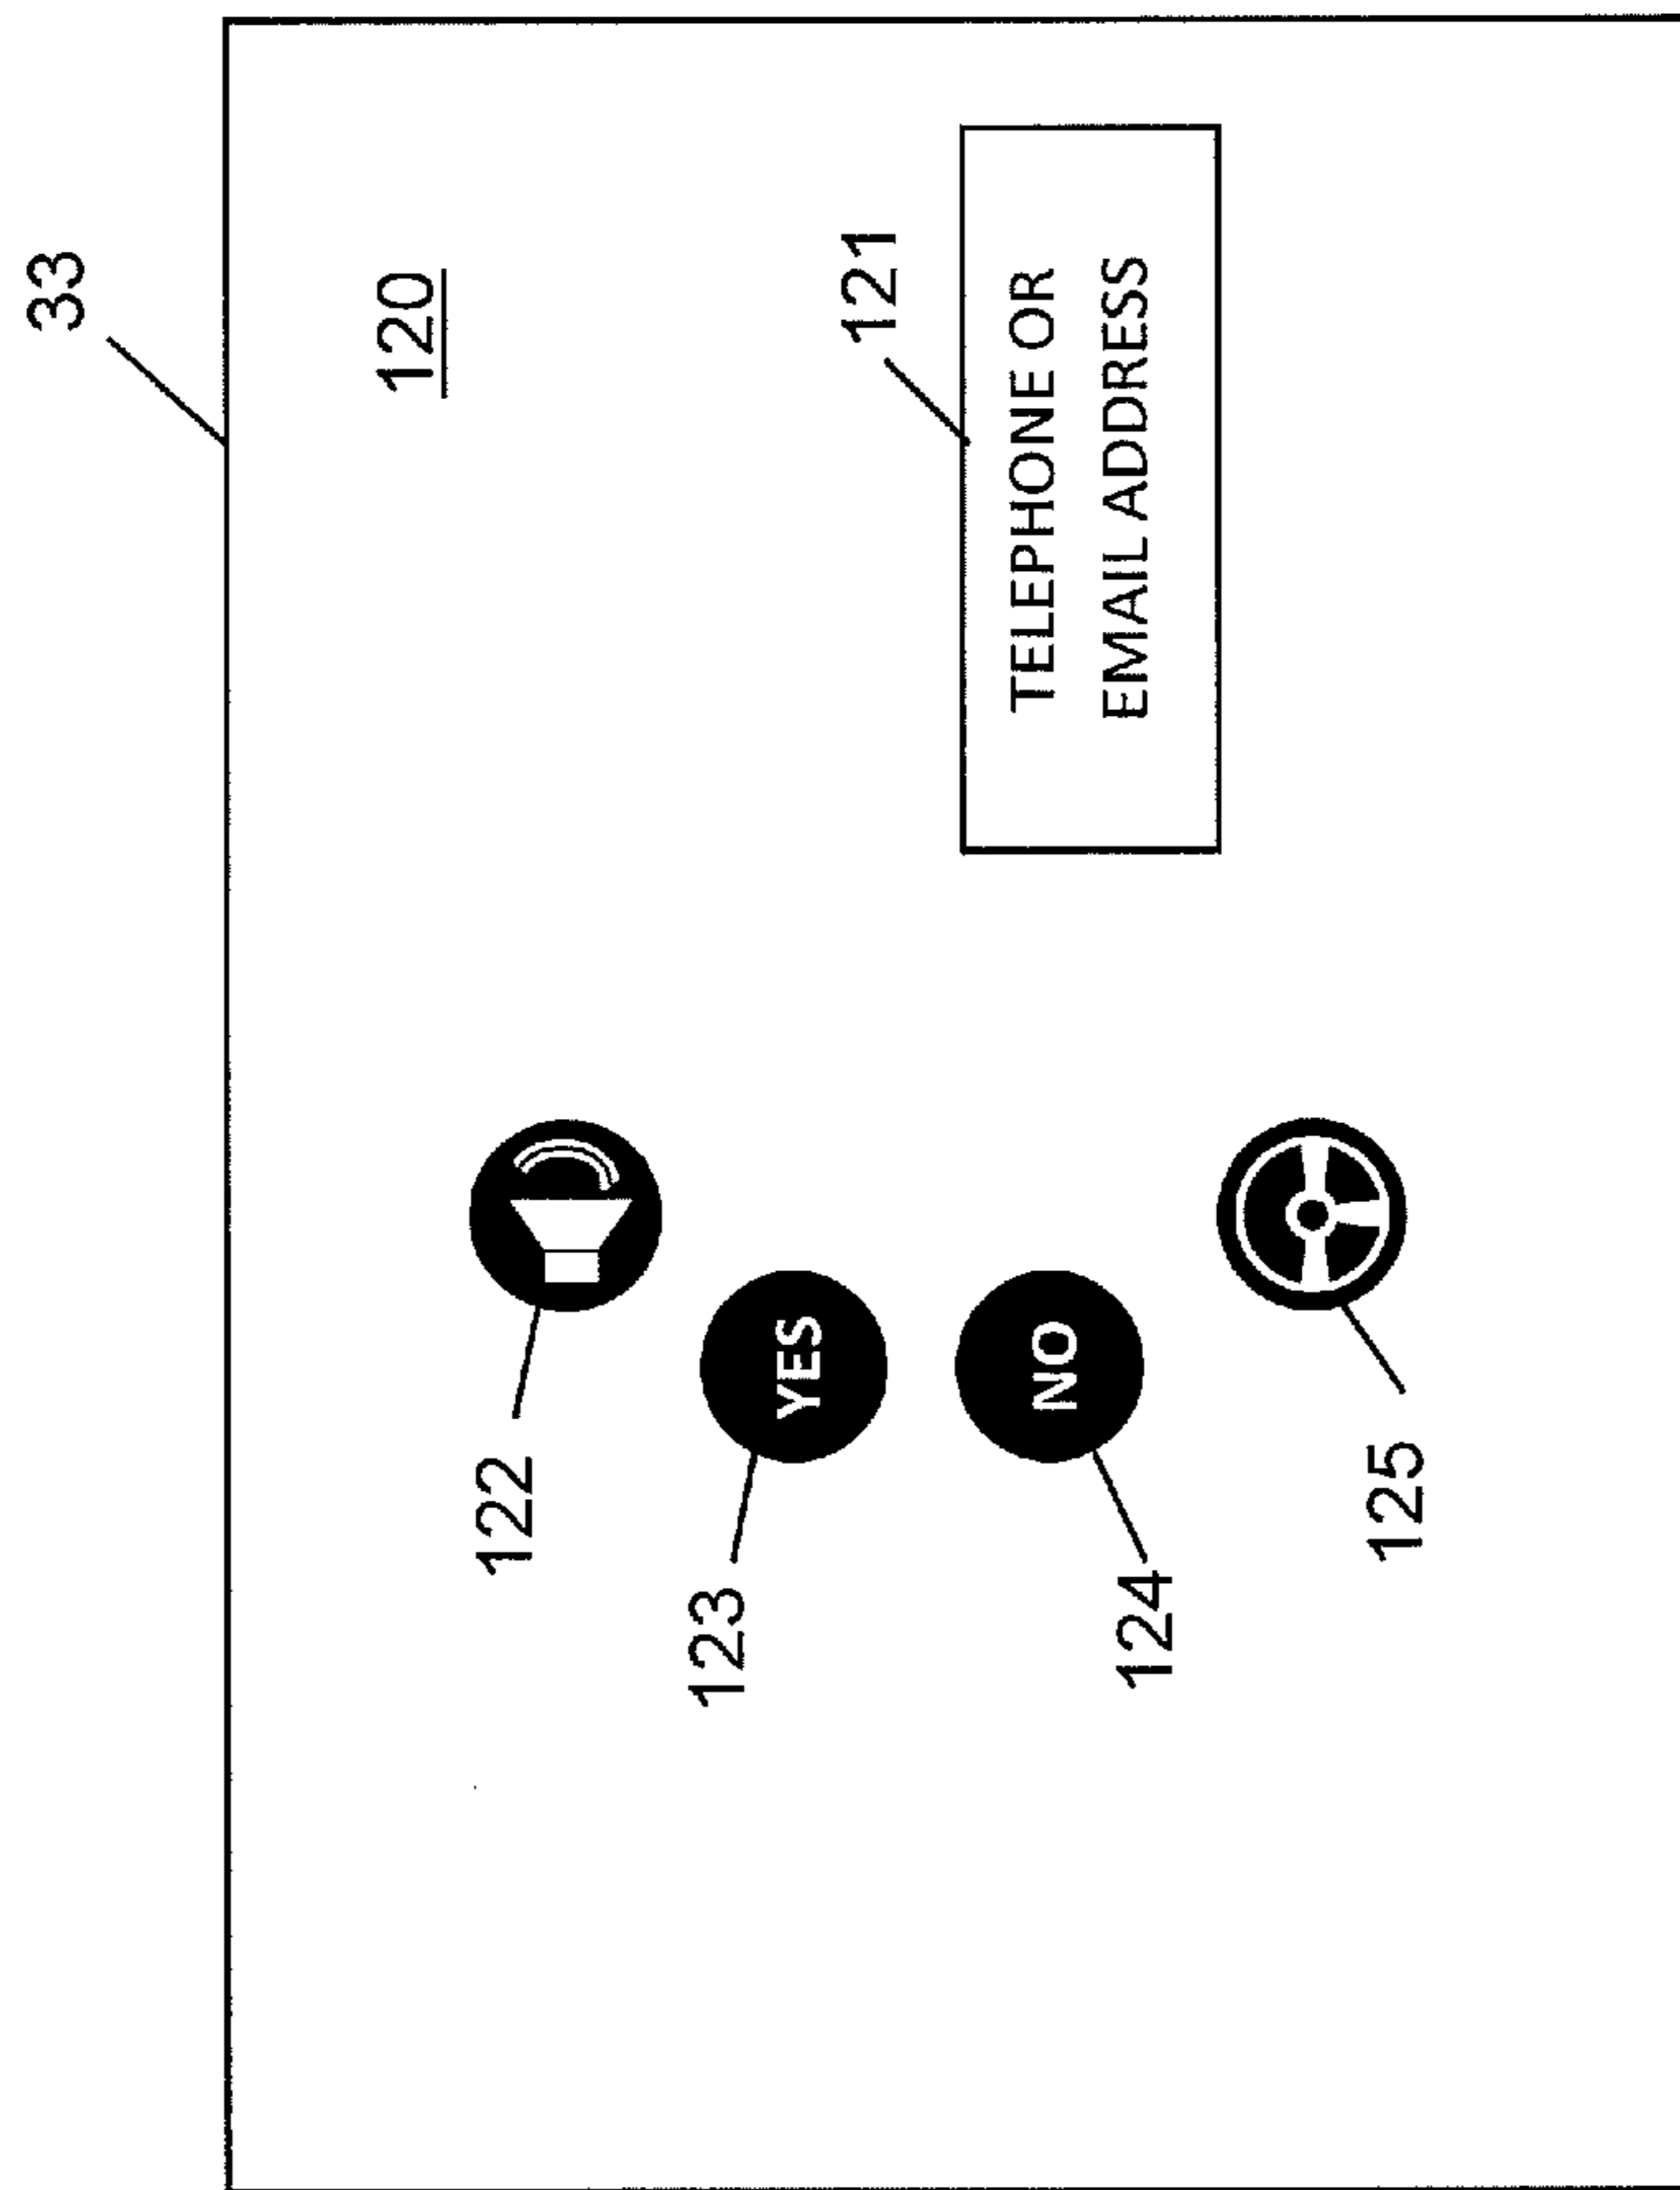 33
120
122
123
YES
121
TELEPHONE OR
EMAIL ADDRESS
NO
124
125